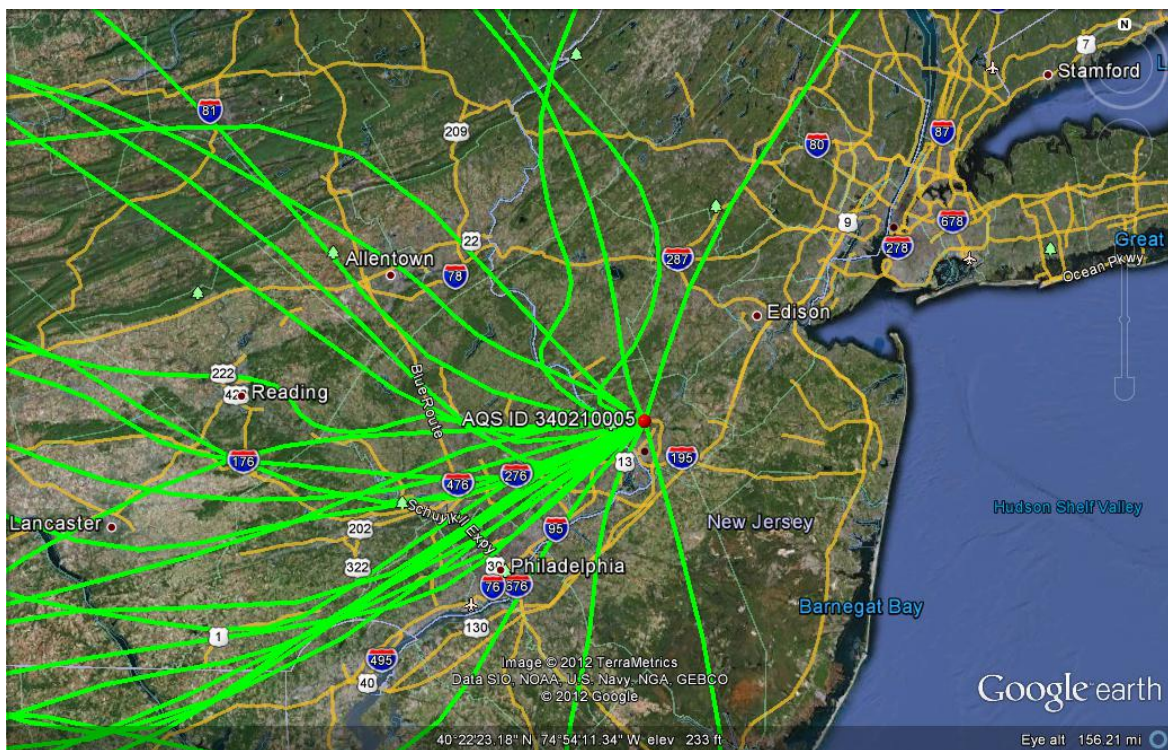 N
7
Stamford
L
81
209
80
87
9
678
22
278
Great
Allentown
78
287
Ocean Pkwy
Edison
222
Reading
Blue Route
AQS ID 340210005
176
13
195
276
476
Lancaster
Schuylkill Expy
New Jersey
Hudson Shelf Valley
202
95
322
30
Philadelphia
76
676
Barnegat Bay
1
130
495
40
Image © 2012 TerraMetrics
Data SIO, NOAA, U.S. Navy, NGA, GEBCO
© 2012 Google
Google earth
40°22'23.18" N 74°54'11.34" W elev 233 ft
Eye alt 156.21 mi